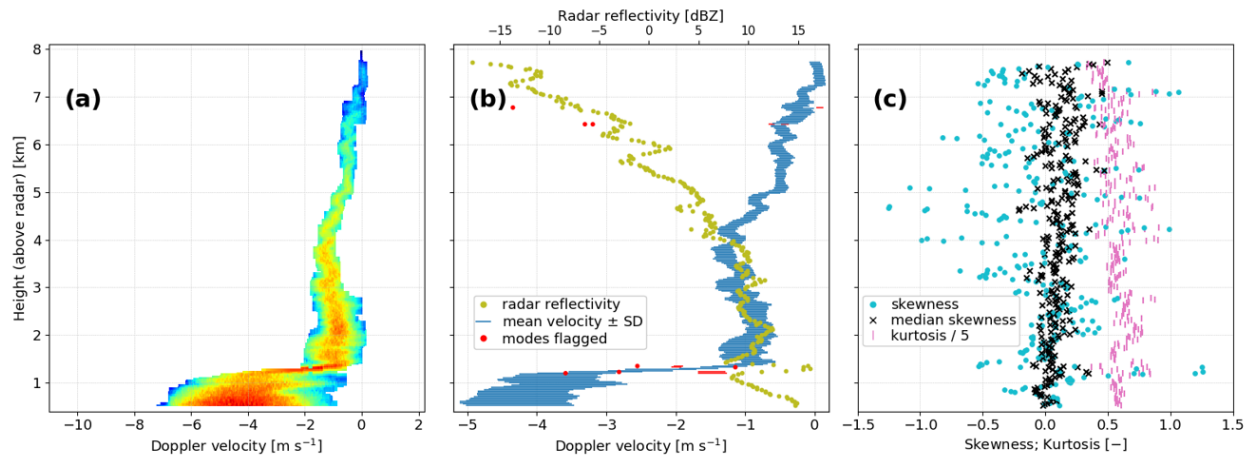 Radar reflectivity [dBZ]
−15 −10 −5 0 5 10 15
8
7
6
5
4
3
2
1
Height (above radar) [km]
(a)
(b)
(c)
radar reflectivity
mean velocity ± SD
modes flagged
skewness
median skewness
kurtosis / 5
−10 −8 −6 −4 −2 0 2
−5 −4 −3 −2 −1 0
−1.5 −1.0 −0.5 0.0 0.5 1.0 1.5
Doppler velocity [m s⁻¹]
Doppler velocity [m s⁻¹]
Skewness; Kurtosis [−]